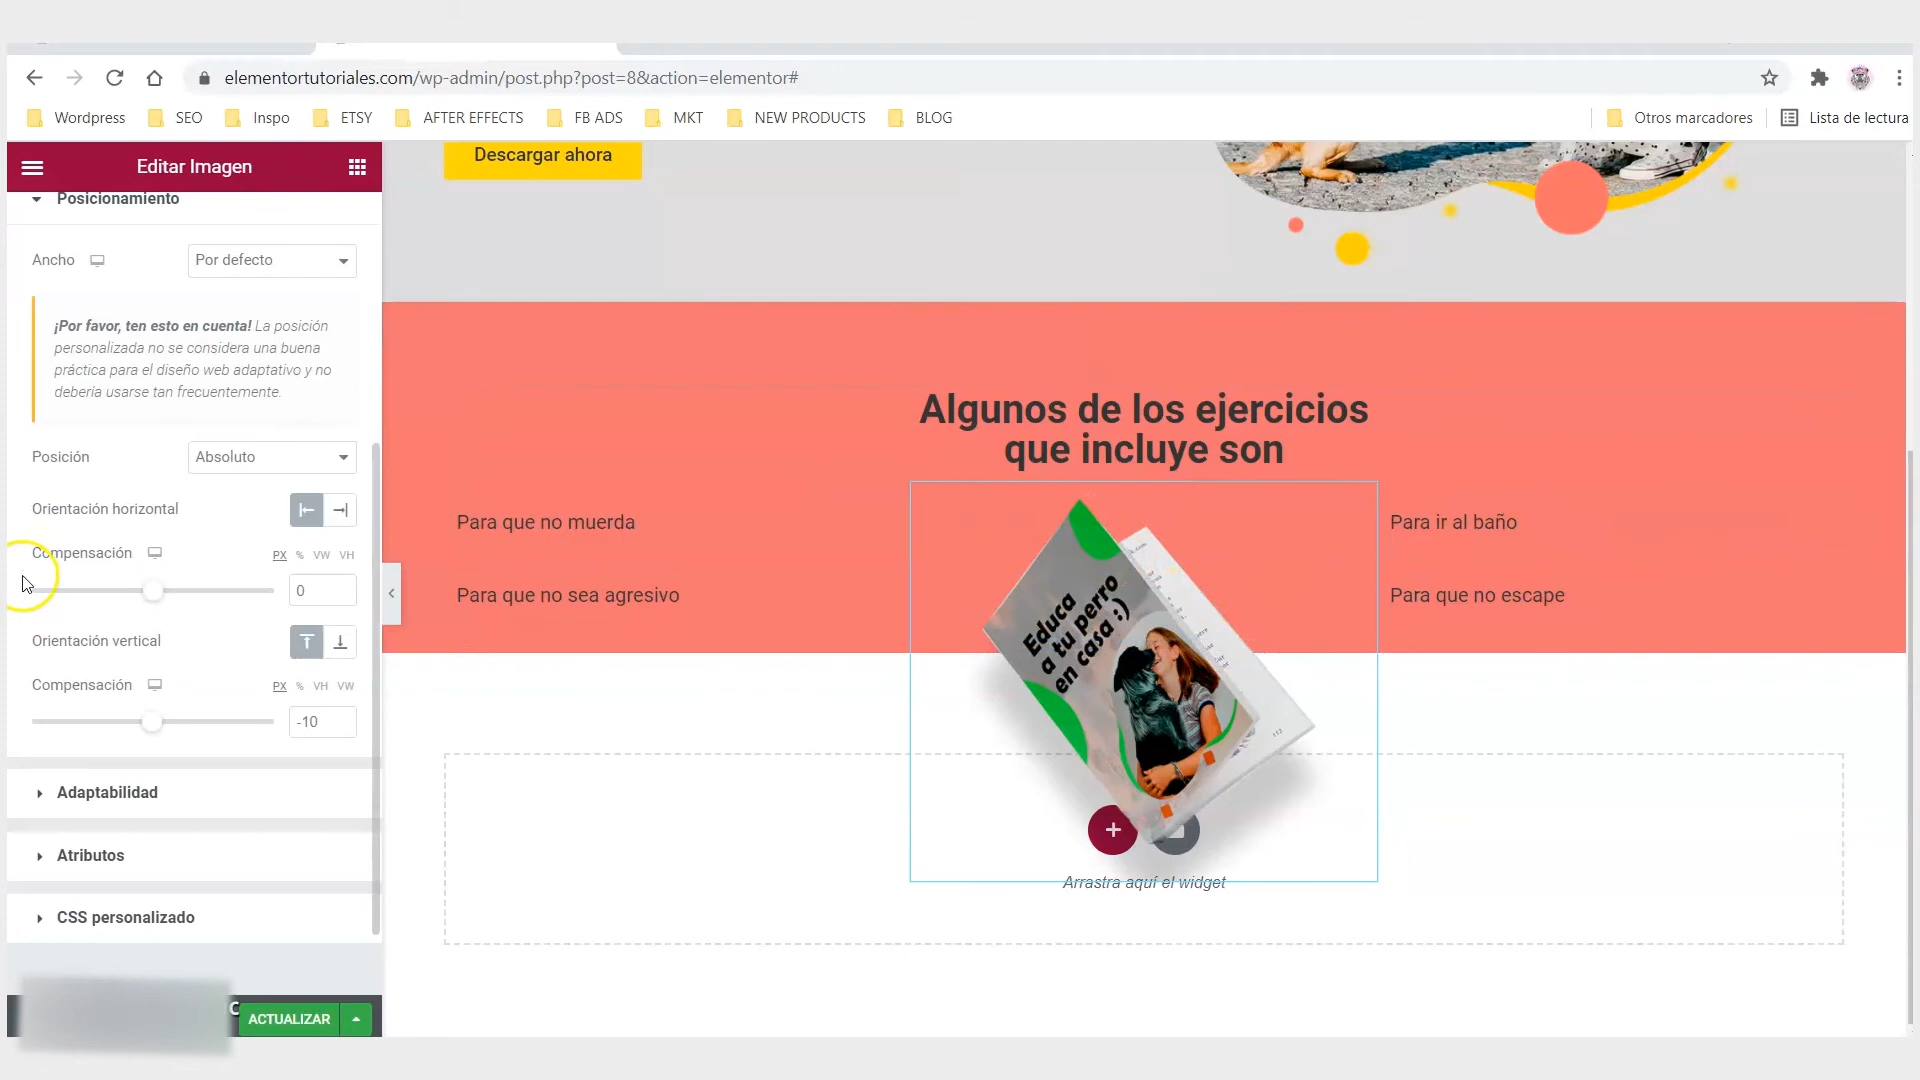 elementortutoriales.com/wp-admin/post.php?post=8&action=elementor#
Wordpress
SEO
Inspo
ETSY
AFTER EFFECTS
FB ADS
MKT
NEW PRODUCTS
BLOG
Otros marcadores
Lista de lectura
Editar Imagen
Posicionamiento
Ancho
Por defecto
¡Por favor, ten esto en cuenta! La posición
personalizada no se considera una buena
práctica para el diseño web adaptativo y no
debería usarse tan frecuentemente.
Posición
Absoluto
Orientación horizontal
Compensación
PX % VW VH
0
Orientación vertical
Compensación
PX % VH VW
-10
Adaptabilidad
Atributos
CSS personalizado
ACTUALIZAR
Descargar ahora
Algunos de los ejercicios
que incluye son
Para que no muerda
Para que no sea agresivo
Educa
a tu perro
en casa :)
112
Para ir al baño
Para que no escape
Arrastra aquí el widget